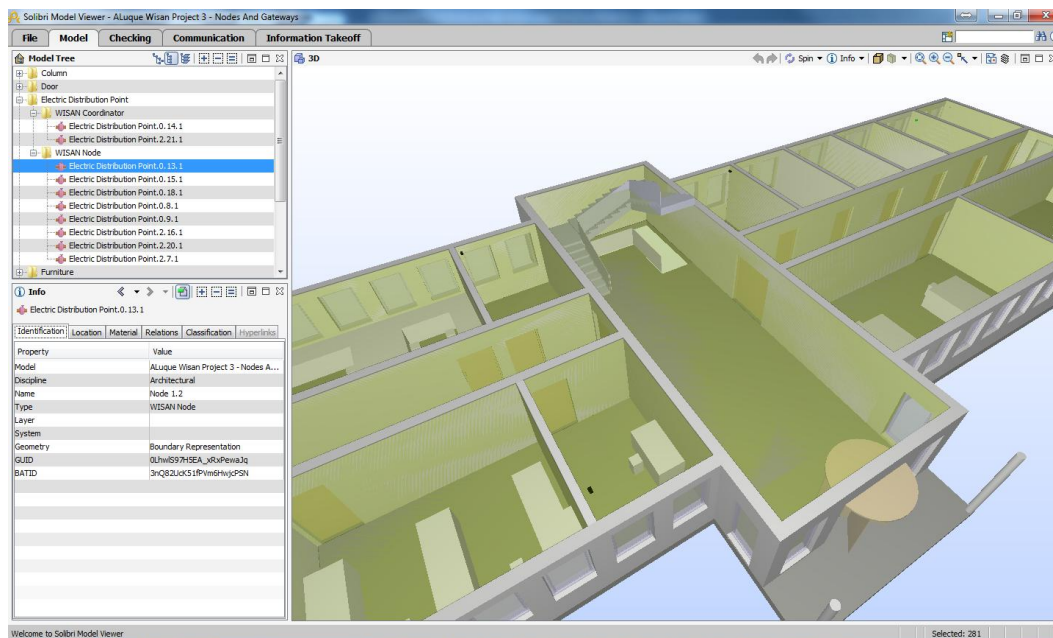 Solibri Model Viewer - ALuque Wisan Project 3 - Nodes And Gateways
File Model Checking Communication Information Takeoff
Model Tree
3D
Spin
Info
Column
Door
Electric Distribution Point
WISAN Coordinator
Electric Distribution Point.0.14.1
Electric Distribution Point.2.21.1
WISAN Node
Electric Distribution Point.0.13.1
Electric Distribution Point.0.15.1
Electric Distribution Point.0.18.1
Electric Distribution Point.0.8.1
Electric Distribution Point.0.9.1
Electric Distribution Point.2.16.1
Electric Distribution Point.2.20.1
Electric Distribution Point.2.7.1
Furniture
Info
Electric Distribution Point.0.13.1
Identification Location Material Relations Classification Hyperlinks
Property Value
Model ALuque Wisan Project 3 - Nodes A...
Discipline Architectural
Name Node 1.2
Type WISAN Node
Layer
System
Geometry Boundary Representation
GUID 0LhwlS97H5EA_xRxPewaJq
BATID 3nQ82UcK51fPVm6HwjcPSN
Welcome to Solibri Model Viewer
Selected: 281